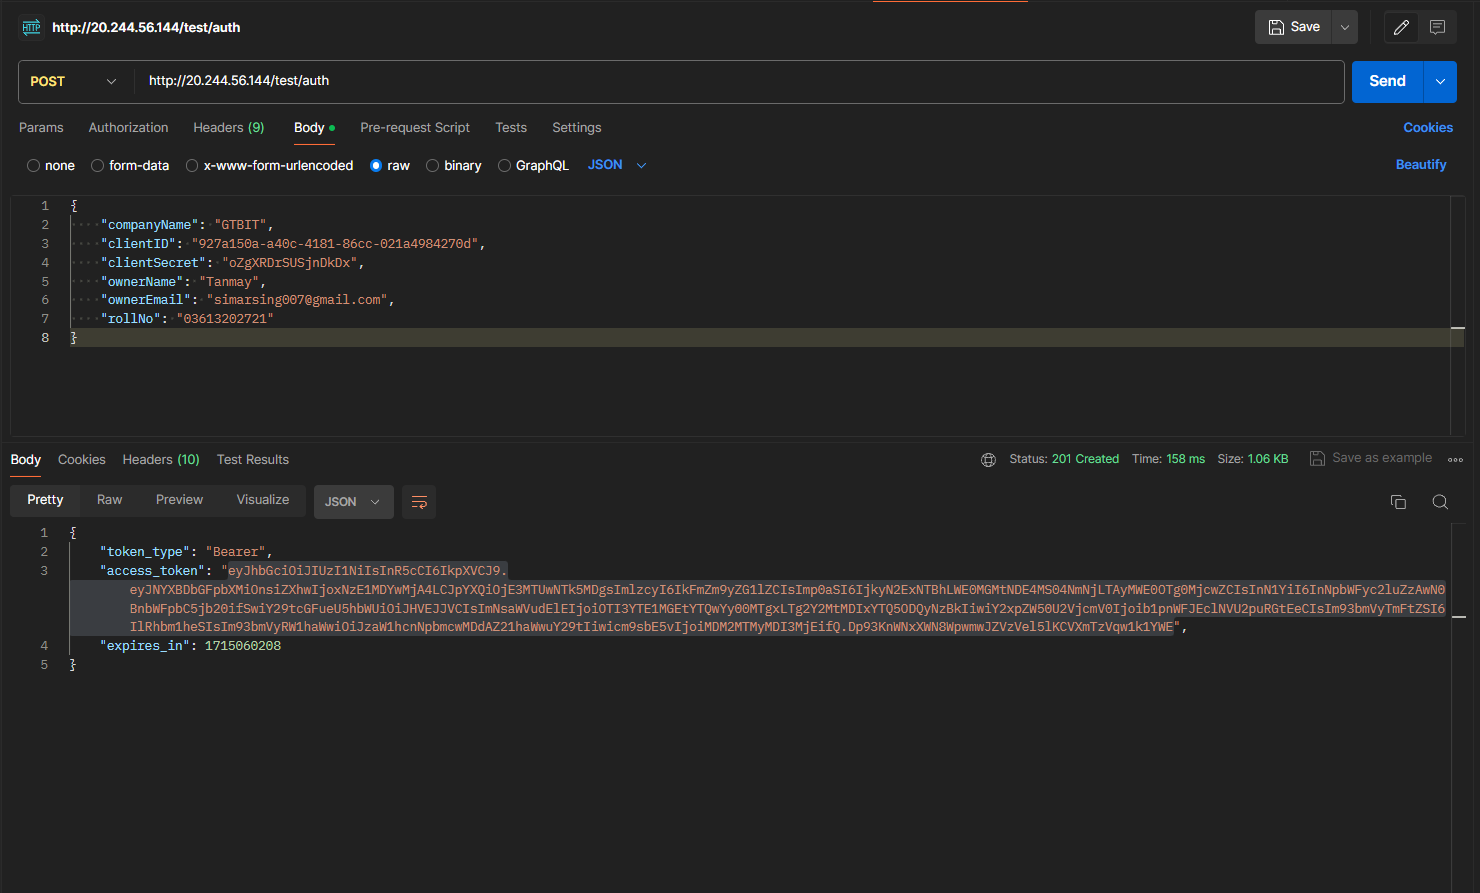 HTTP http://20.244.56.144/test/auth Save
POST http://20.244.56.144/test/auth Send
Params Authorization Headers (9) Body Pre-request Script Tests Settings Cookies
none form-data x-www-form-urlencoded raw binary GraphQL JSON Beautify
1 {
2 "companyName": "GTBIT",
3 "clientID": "927a150a-a40c-4181-86cc-021a4984270d",
4 "clientSecret": "oZgXRDrSUSjnDkDx",
5 "ownerName": "Tanmay",
6 "ownerEmail": "simarsing007@gmail.com",
7 "rollNo": "03613202721"
8 }
Body Cookies Headers (10) Test Results Status: 201 Created Time: 158 ms Size: 1.06 KB Save as example
Pretty Raw Preview Visualize JSON
1 {
2 "token_type": "Bearer",
3 "access_token": "eyJhbGciOiJIUzI1NiIsInR5cCI6IkpXVCJ9.
eyJNYXBDbGFpbXMiOnsiZXhwIjoxNzE1MDYwMjA4LCJpYXQiOjE3MTUwNTk5MDgsImlzcyI6IkFmZm9yZG1lZCIsImp0aSI6IjkyN2ExNTBhLWE0MGMtNDE4MS04NmNjLTAyMWE0OTg0MjcwZCIsInN1YiI6InNpbWFyc2luZzAwN0
BnbWFpbC5jb20ifSwiY29tcGFueU5hbWUiOiJHVEJJVCIsImNsaWVudElEIjoiOTI3YTE1MGEtYTQwYy00MTgxLTg2Y2MtMDIxYTQ5ODQyNzBkIiwiY2xpZW50U2VjcmV0Ijoib1pnWFJEclNVU2puRGtEeCIsIm93bmVyTmFtZSI6
IlRhbm1heSIsIm93bmVyRW1haWwiOiJzaW1hcnNpbmcwMDdAZ21haWwuY29tIiwicm9sbE5vIjoiMDM2MTMyMDI3MjEifQ.Dp93KnWNxXWN8WpwmwJZVzVel5lKCVXmTzVqw1k1YWE",
4 "expires_in": 1715060208
5 }